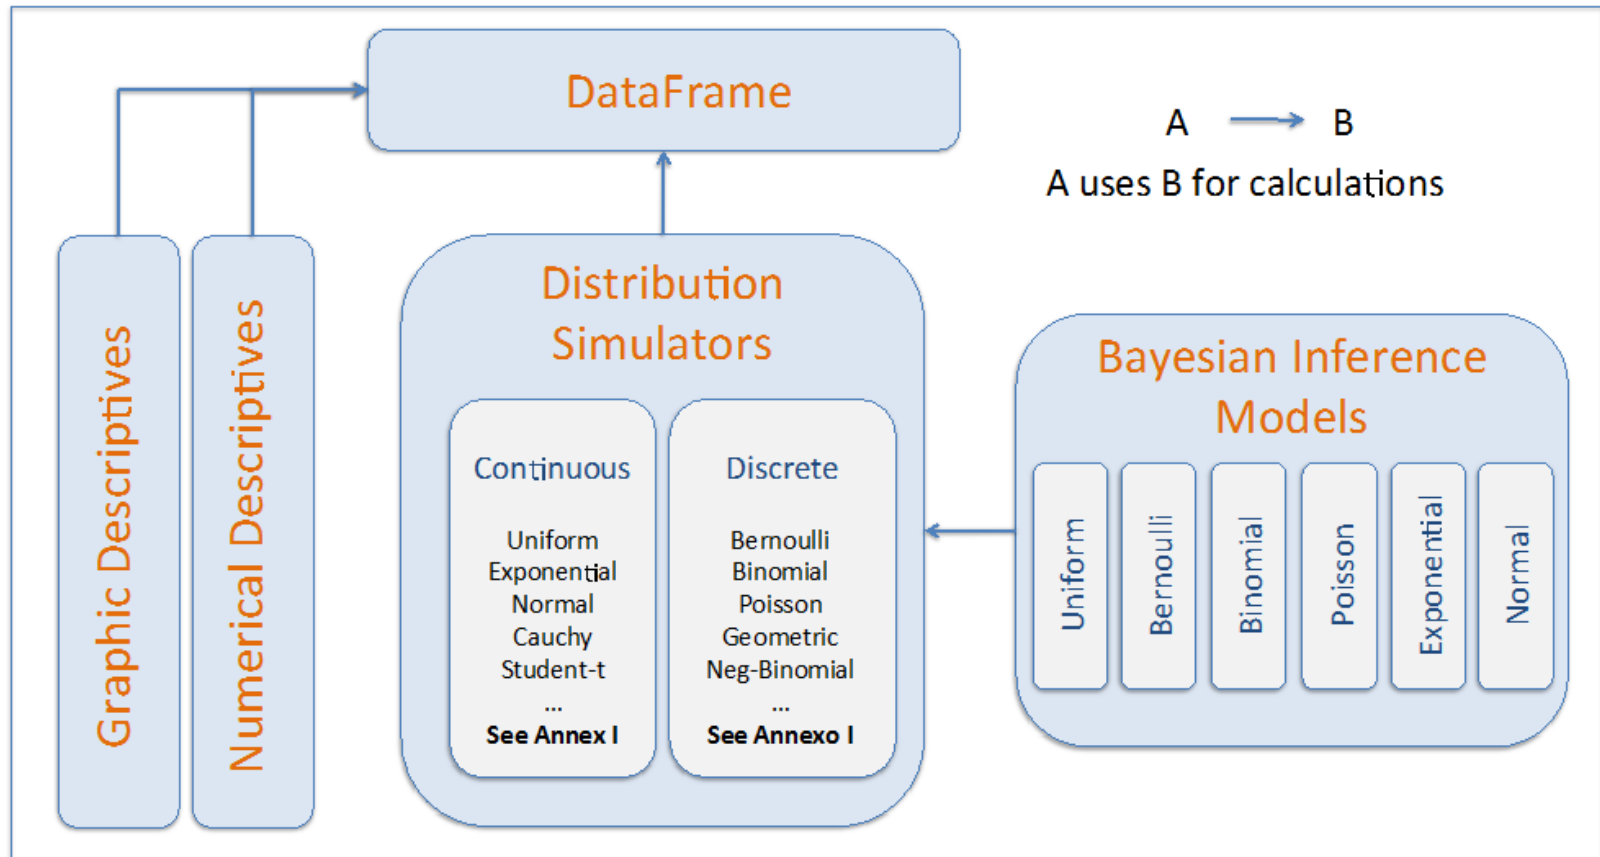 DataFrame
A B
A uses B for calculations
Graphic Descriptives
Numerical Descriptives
Distribution
Simulators
Continuous
Uniform
Exponential
Normal
Cauchy
Student-t
...
See Annex I
Discrete
Bernoulli
Binomial
Poisson
Geometric
Neg-Binomial
...
See Annexo I
Bayesian Inference
Models
Uniform
Bernoulli
Binomial
Poisson
Exponential
Normal